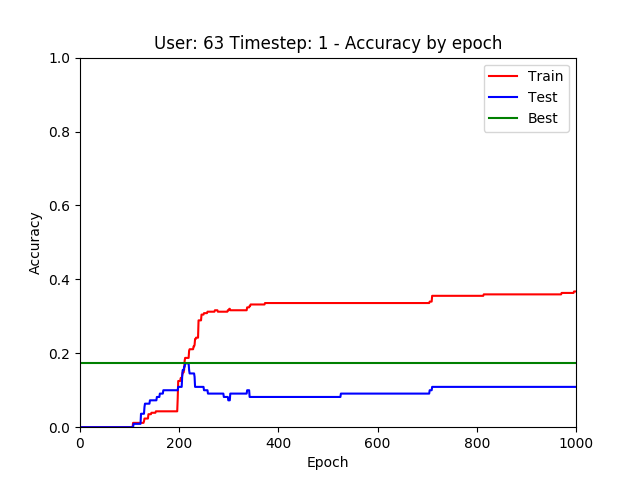 User: 63 Timestep: 1 - Accuracy by epoch
1.0
0.8
0.6
0.4
0.2
0.0
Accuracy
Train
Test
Best
0 200 400 600 800 1000
Epoch